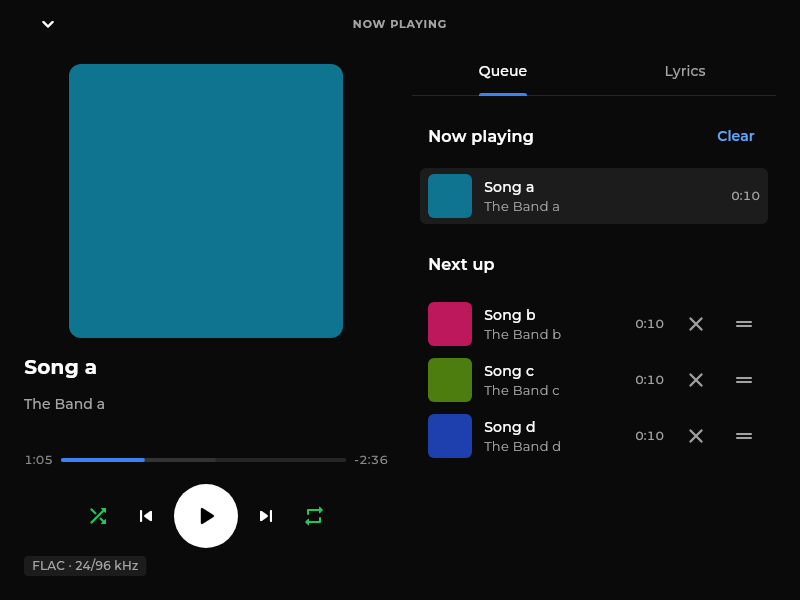 NOW PLAYING
Song a
The Band a
1:05
-2:36
FLAC · 24/96 kHz
Queue
Lyrics
Now playing
Clear
Song a
The Band a
0:10
Next up
Song b
The Band b
0:10
Song c
The Band c
0:10
Song d
The Band d
0:10